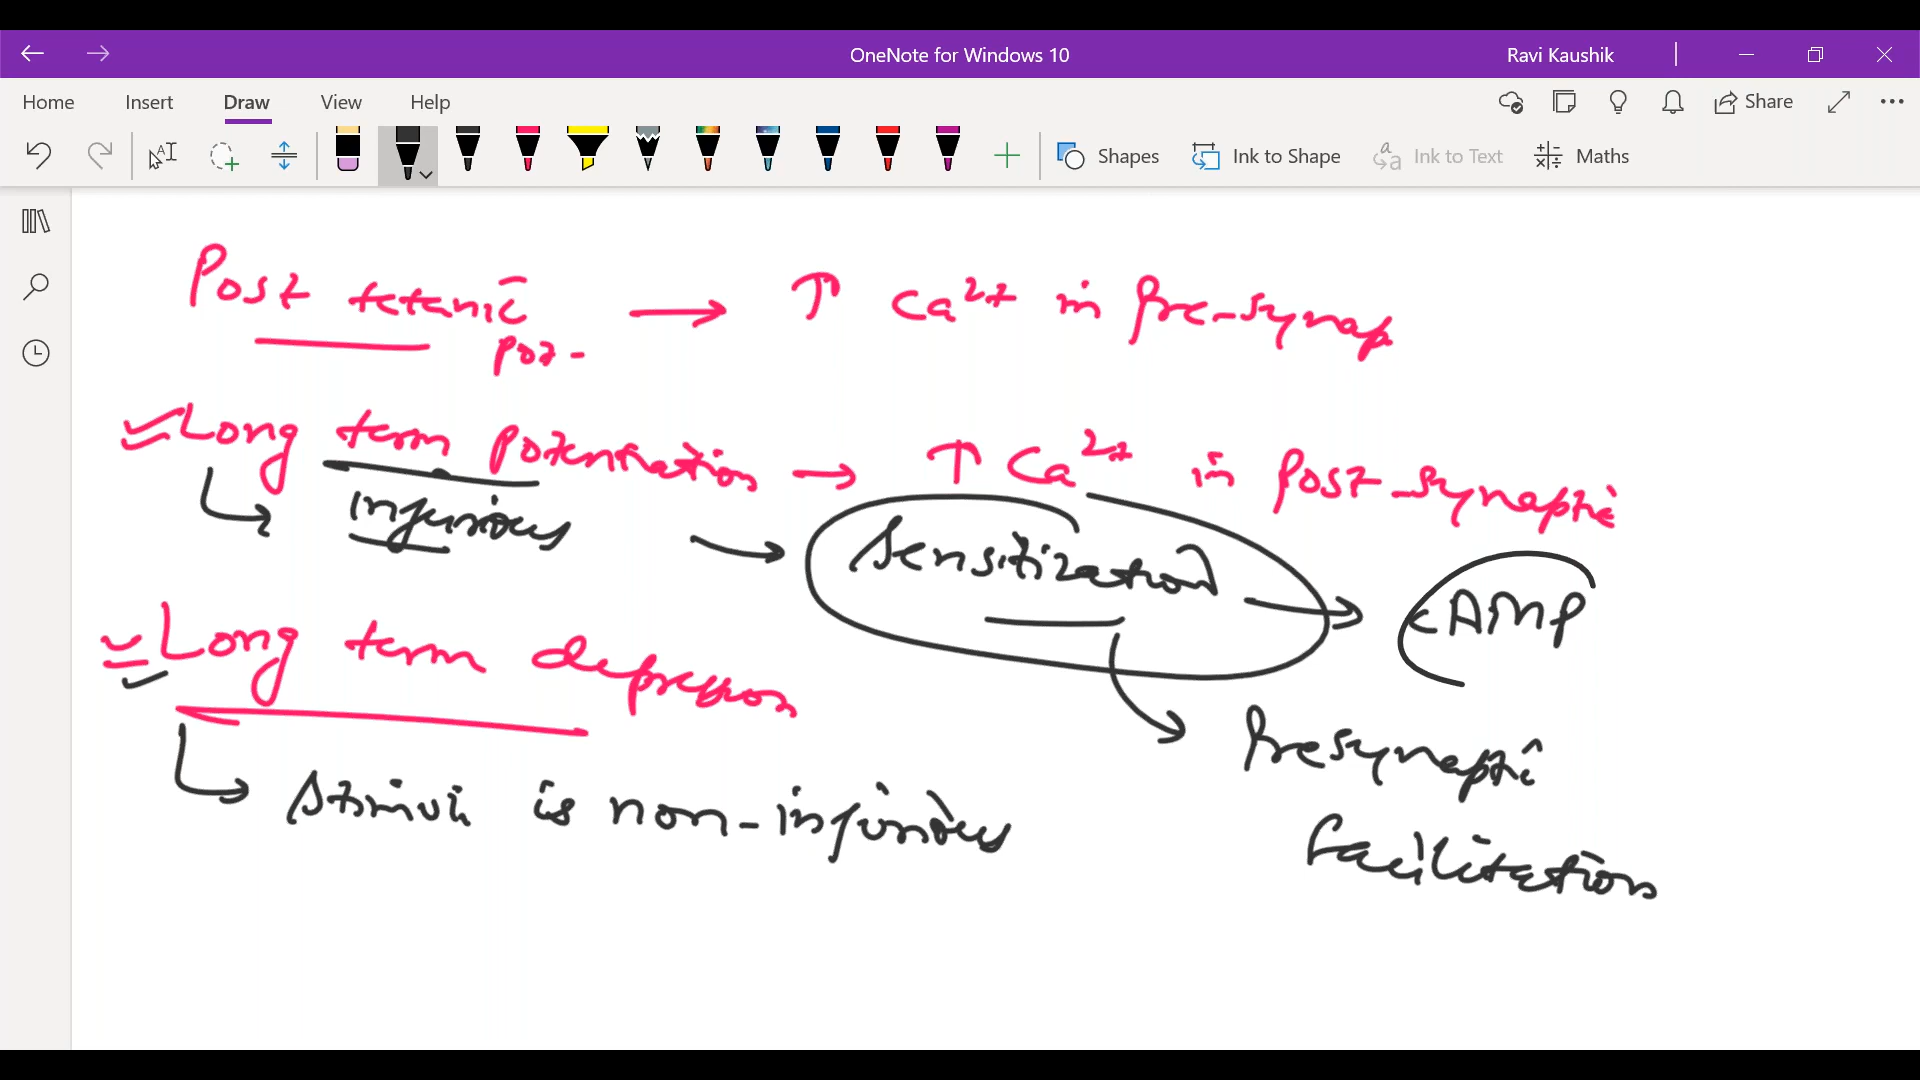 OneNote for Windows 10
Ravi Kaushik
Home Insert Draw View Help
Share
Shapes Ink to Shape Ink to Text Maths
Post tetanic → ↑ Ca2+ in Pre-synap
pot -
Long term potentiation → ↑ Ca2+ in Post-synaptic
injurious → Sensitization → cAMP
Long term depression
Presynaptic
Stimuli is non-injurious
facilitation